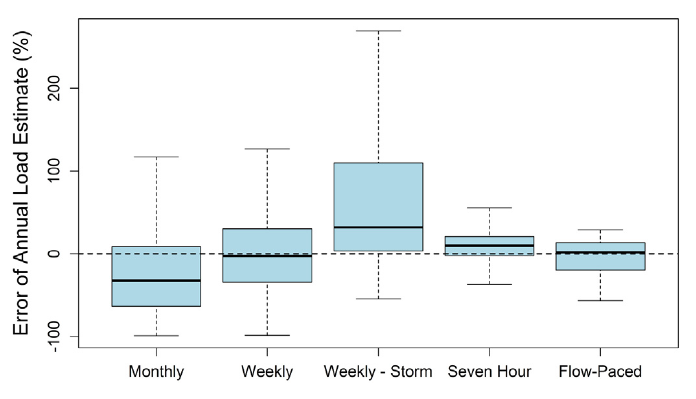 Error of Annual Load Estimate (%)
200
100
0
-100
Monthly Weekly Weekly - Storm Seven Hour Flow-Paced